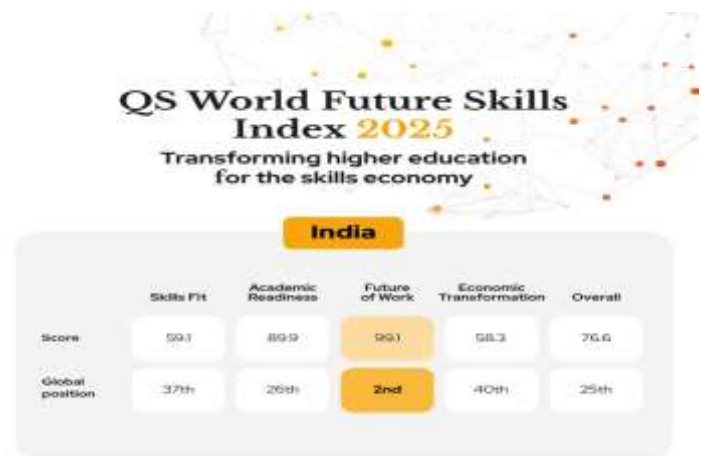 QS World Future Skills
Index 2025
Transforming higher education
for the skills economy
India
Skills Fit
Academic
Readiness
Future
of Work
Economic
Transformation
Overall
Score
59.1
89.9
99.1
58.3
76.6
Global
position
37th
26th
2nd
40th
25th